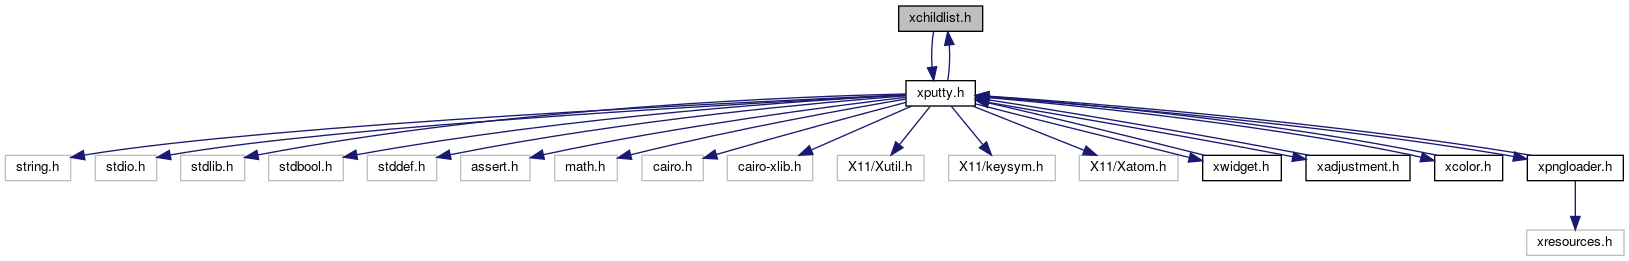 xchildlist.h
xputty.h
string.h
stdio.h
stdlib.h
stdbool.h
stddef.h
assert.h
math.h
cairo.h
cairo-xlib.h
X11/Xutil.h
X11/keysym.h
X11/Xatom.h
xwidget.h
xadjustment.h
xcolor.h
xpngloader.h
xresources.h